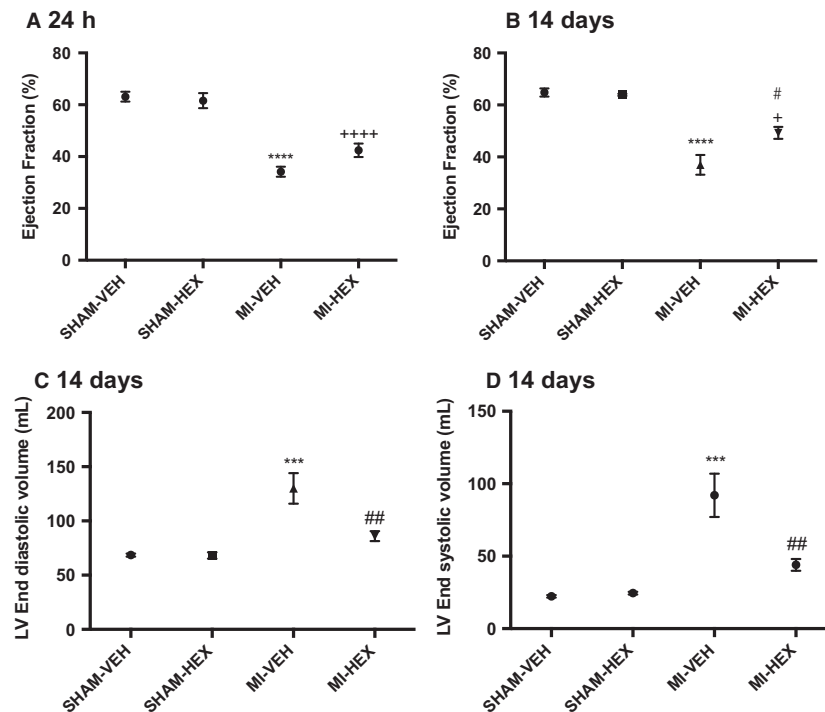 A 24 h
Ejection Fraction (%)
80
60
40
20
0
****
++++
SHAM-VEH
SHAM-HEX
MI-VEH
MI-HEX
B 14 days
Ejection Fraction (%)
80
60
40
20
0
****
#
+
SHAM-VEH
SHAM-HEX
MI-VEH
MI-HEX
C 14 days
LV End diastolic volume (mL)
200
150
100
50
0
***
##
SHAM-VEH
SHAM-HEX
MI-VEH
MI-HEX
D 14 days
LV End systolic volume (mL)
150
100
50
0
***
##
SHAM-VEH
SHAM-HEX
MI-VEH
MI-HEX